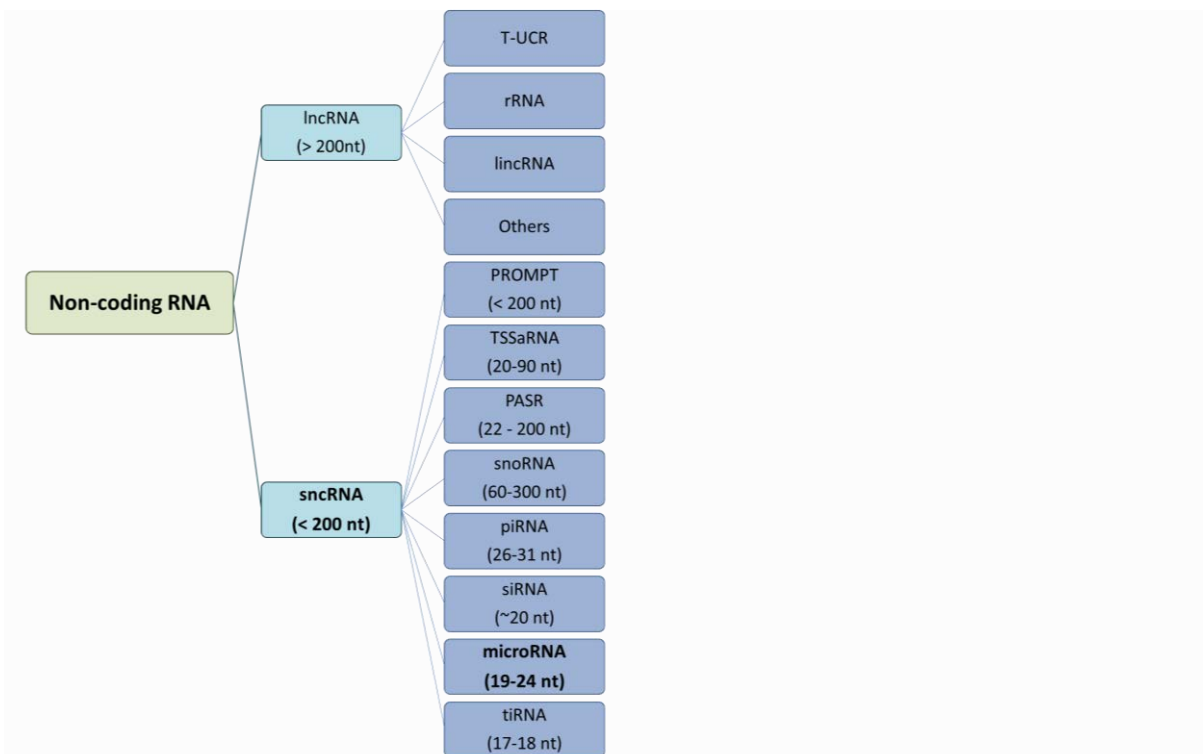 T-UCR
rRNA
lncRNA
(> 200nt)
lincRNA
Others
Non-coding RNA
PROMPT
(< 200 nt)
TSSaRNA
(20-90 nt)
PASR
(22 - 200 nt)
snoRNA
(60-300 nt)
sncRNA
(< 200 nt)
piRNA
(26-31 nt)
siRNA
(~20 nt)
microRNA
(19-24 nt)
tiRNA
(17-18 nt)